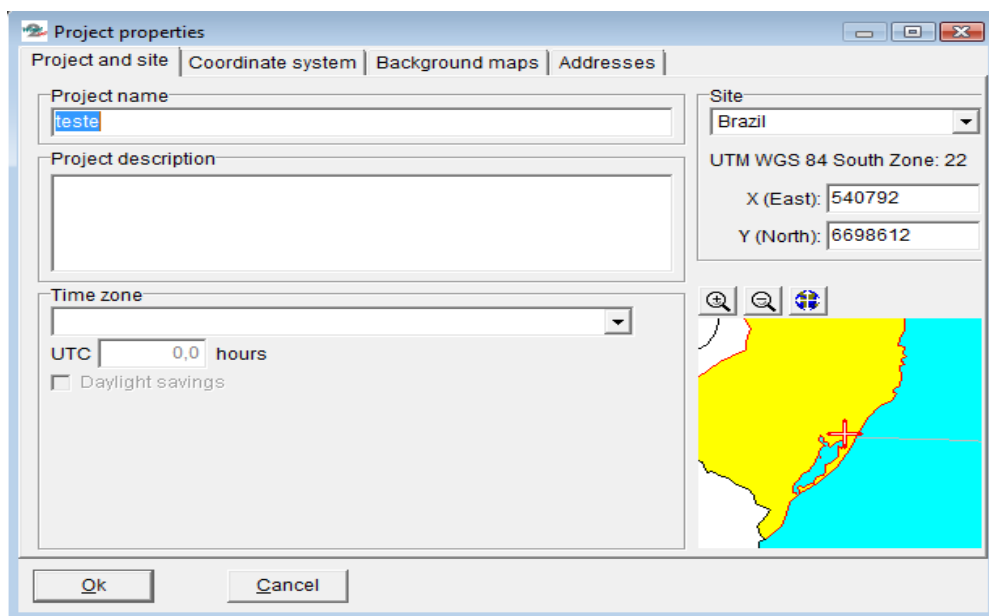 Project properties
Project and site Coordinate system Background maps Addresses
Project name
teste
Project description
Time zone
UTC 0,0 hours
Daylight savings
Site
Brazil
UTM WGS 84 South Zone: 22
X (East): 540792
Y (North): 6698612
Ok Cancel